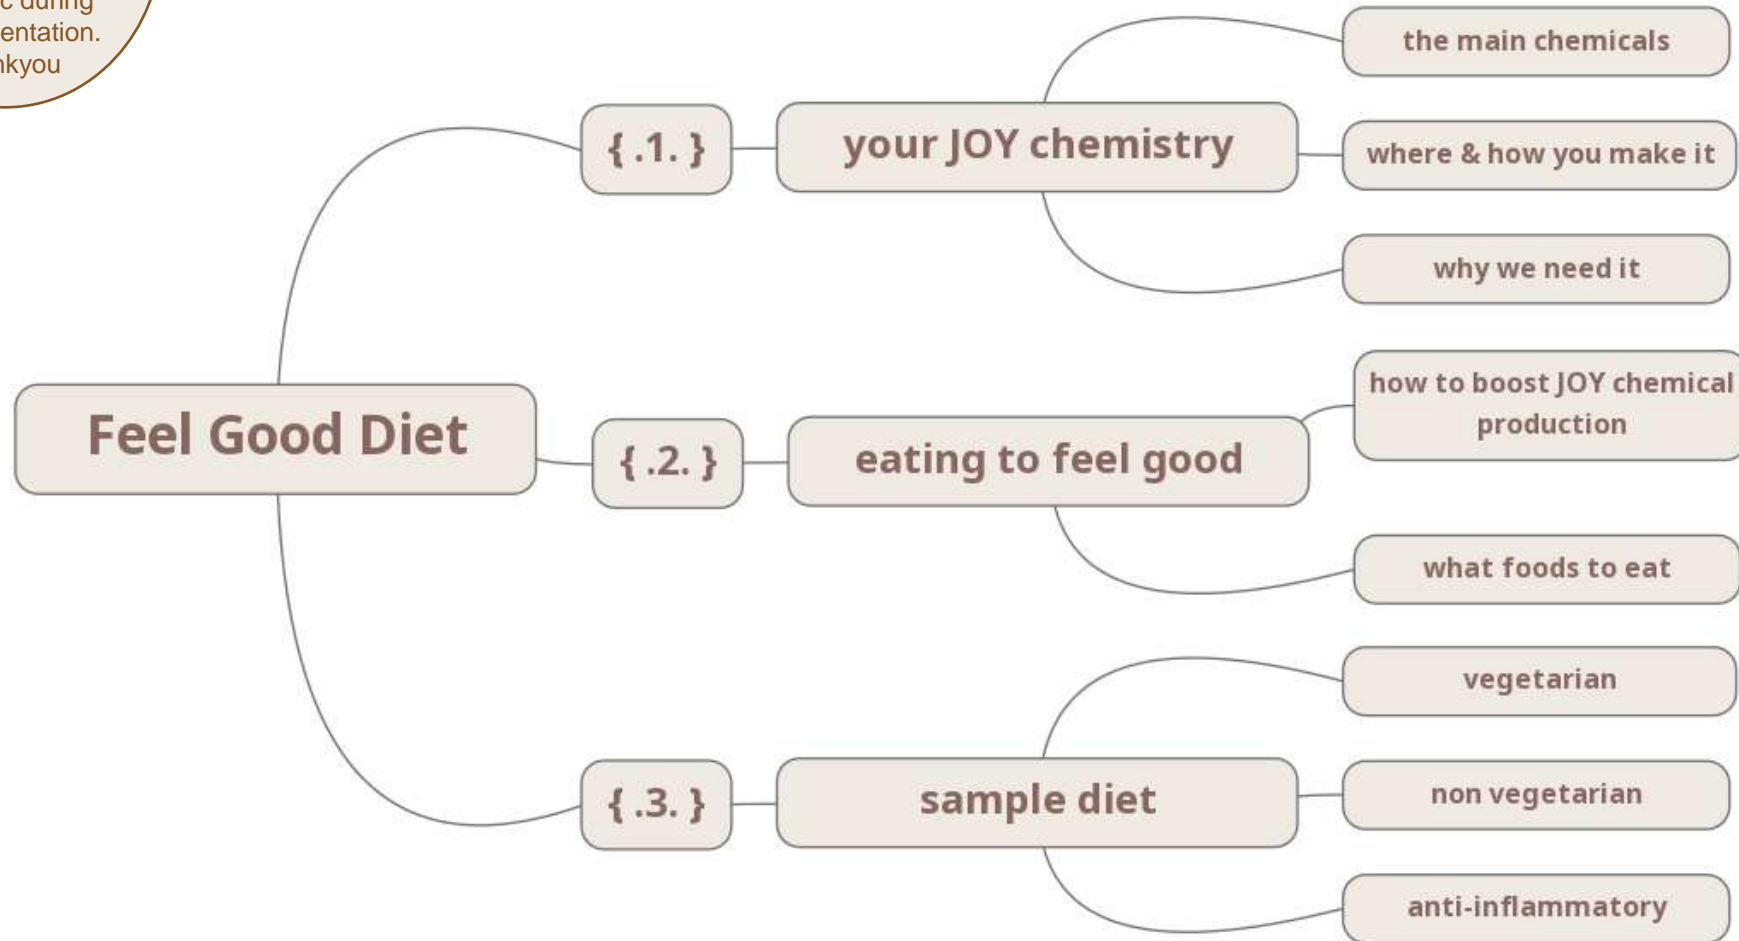 during
entation.
nkyou
the main chemicals
{ .1. }
your JOY chemistry
where & how you make it
why we need it
Feel Good Diet
{ .2. }
eating to feel good
how to boost JOY chemical
production
what foods to eat
{ .3. }
sample diet
vegetarian
non vegetarian
anti-inflammatory